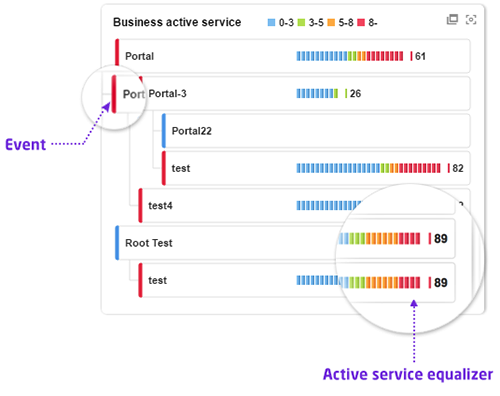 Business active service 0-3 3-5 5-8 8-
Portal 61
Port Portal-3 26
Event
Portal22
test 82
test4
Root Test 89
test 89
Active service equalizer